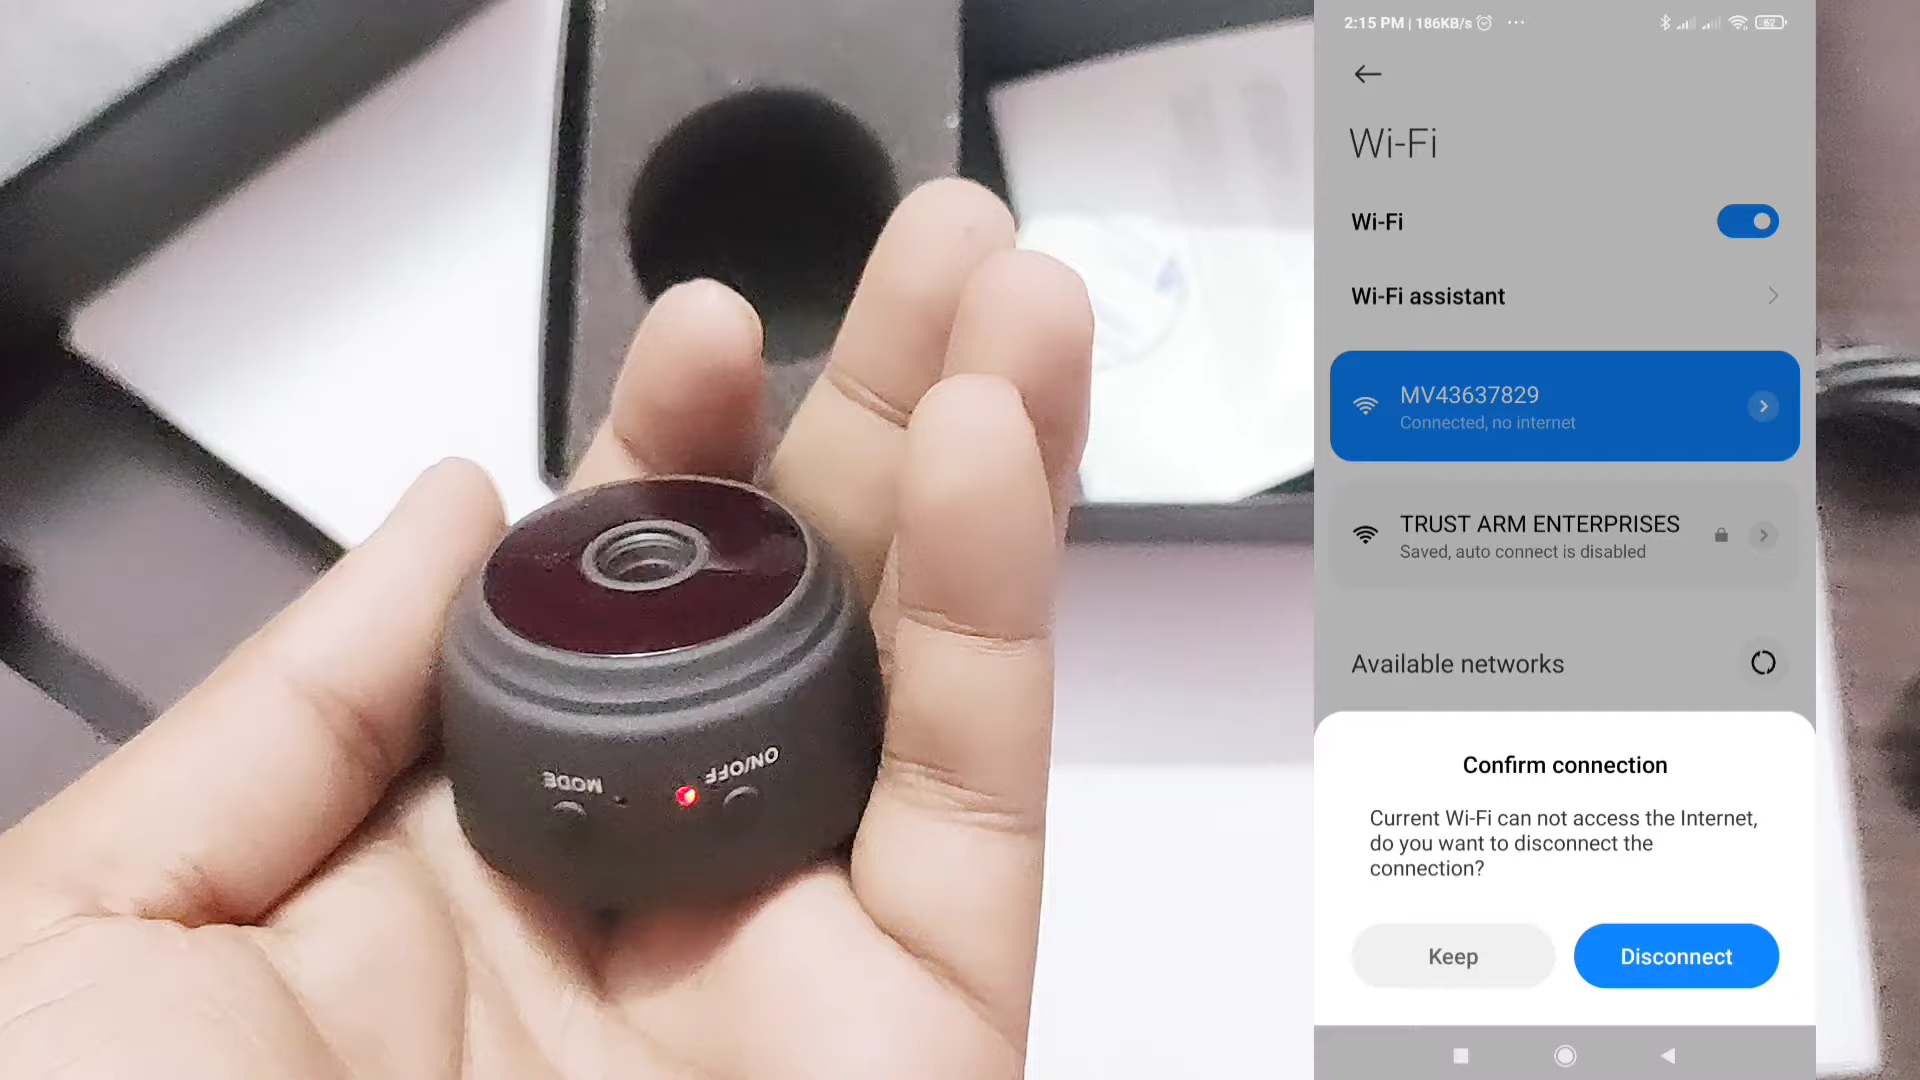 MODE
ON/OFF
2:15 PM | 186KB/s
62
Wi-Fi
Wi-Fi
Wi-Fi assistant
MV43637829
Connected, no internet
TRUST ARM ENTERPRISES
Saved, auto connect is disabled
Available networks
Confirm connection
Current Wi-Fi can not access the Internet,
do you want to disconnect the
connection?
Keep
Disconnect